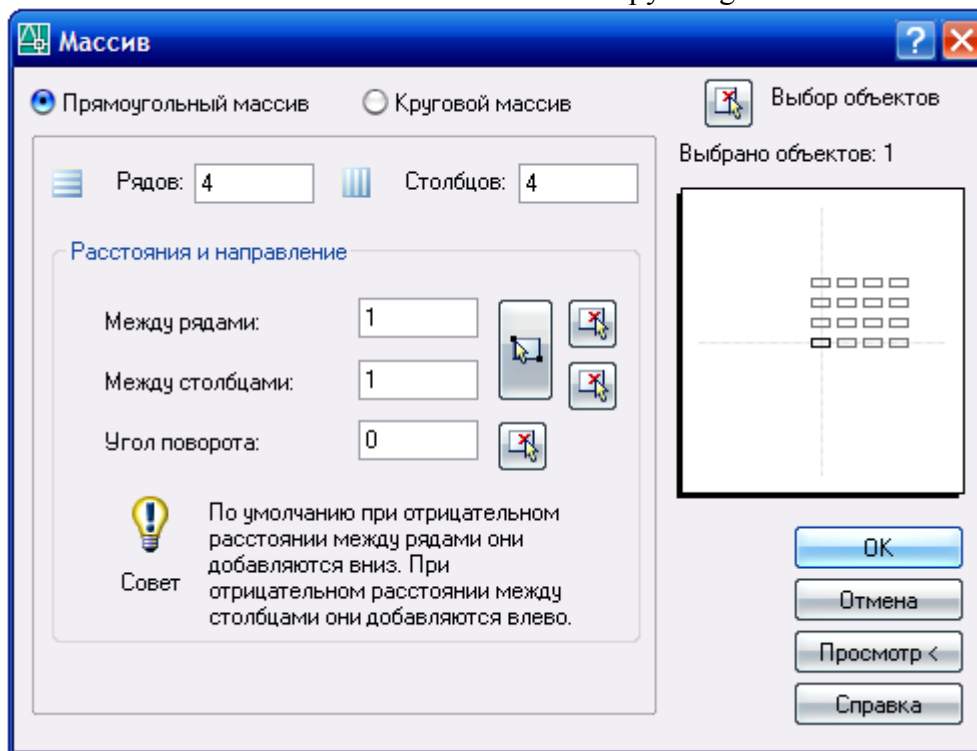 Массив
Прямоугольный массив Круговой массив Выбор объектов
Выбрано объектов: 1
Рядов: 4 Столбцов: 4
Расстояния и направление
Между рядами: 1
Между столбцами: 1
Угол поворота: 0
По умолчанию при отрицательном
расстоянии между рядами они
добавляются вниз. При
отрицательном расстоянии между
столбцами они добавляются влево.
Совет
OK
Отмена
Просмотр <
Справка